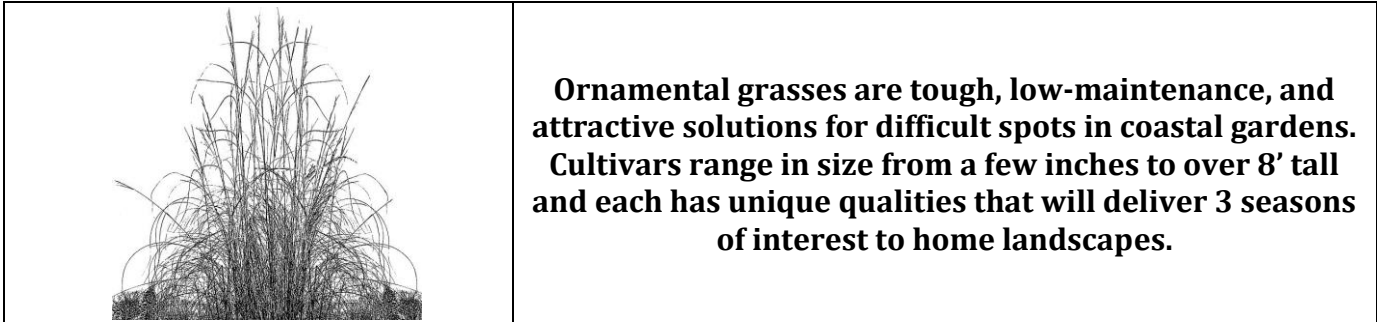 Ornamental grasses are tough, low-maintenance, and
attractive solutions for difficult spots in coastal gardens.
Cultivars range in size from a few inches to over 8’ tall
and each has unique qualities that will deliver 3 seasons
of interest to home landscapes.